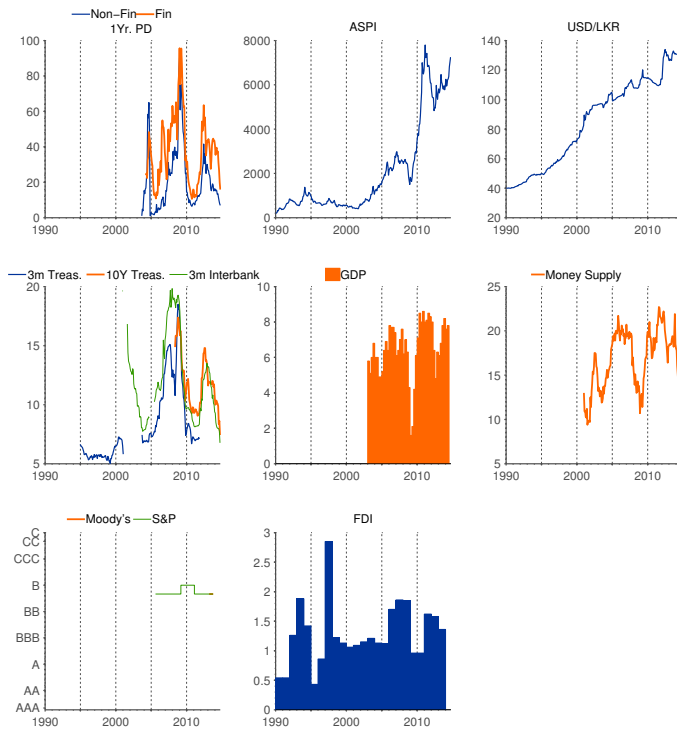 Non−Fin Fin
1Yr. PD
100
80
60
40
20
0
1990 2000 2010
ASPI
8000
6000
4000
2000
0
1990 2000 2010
USD/LKR
140
120
100
80
60
40
20
1990 2000 2010
3m Treas. 10Y Treas. 3m Interbank
20
15
10
5
1990 2000 2010
GDP
10
8
6
4
2
0
1990 2000 2010
Money Supply
25
20
15
10
5
1990 2000 2010
Moody's S&P
C
CC
CCC
B
BB
BBB
A
AA
AAA
1990 2000 2010
FDI
3
2.5
2
1.5
1
0.5
0
1990 2000 2010